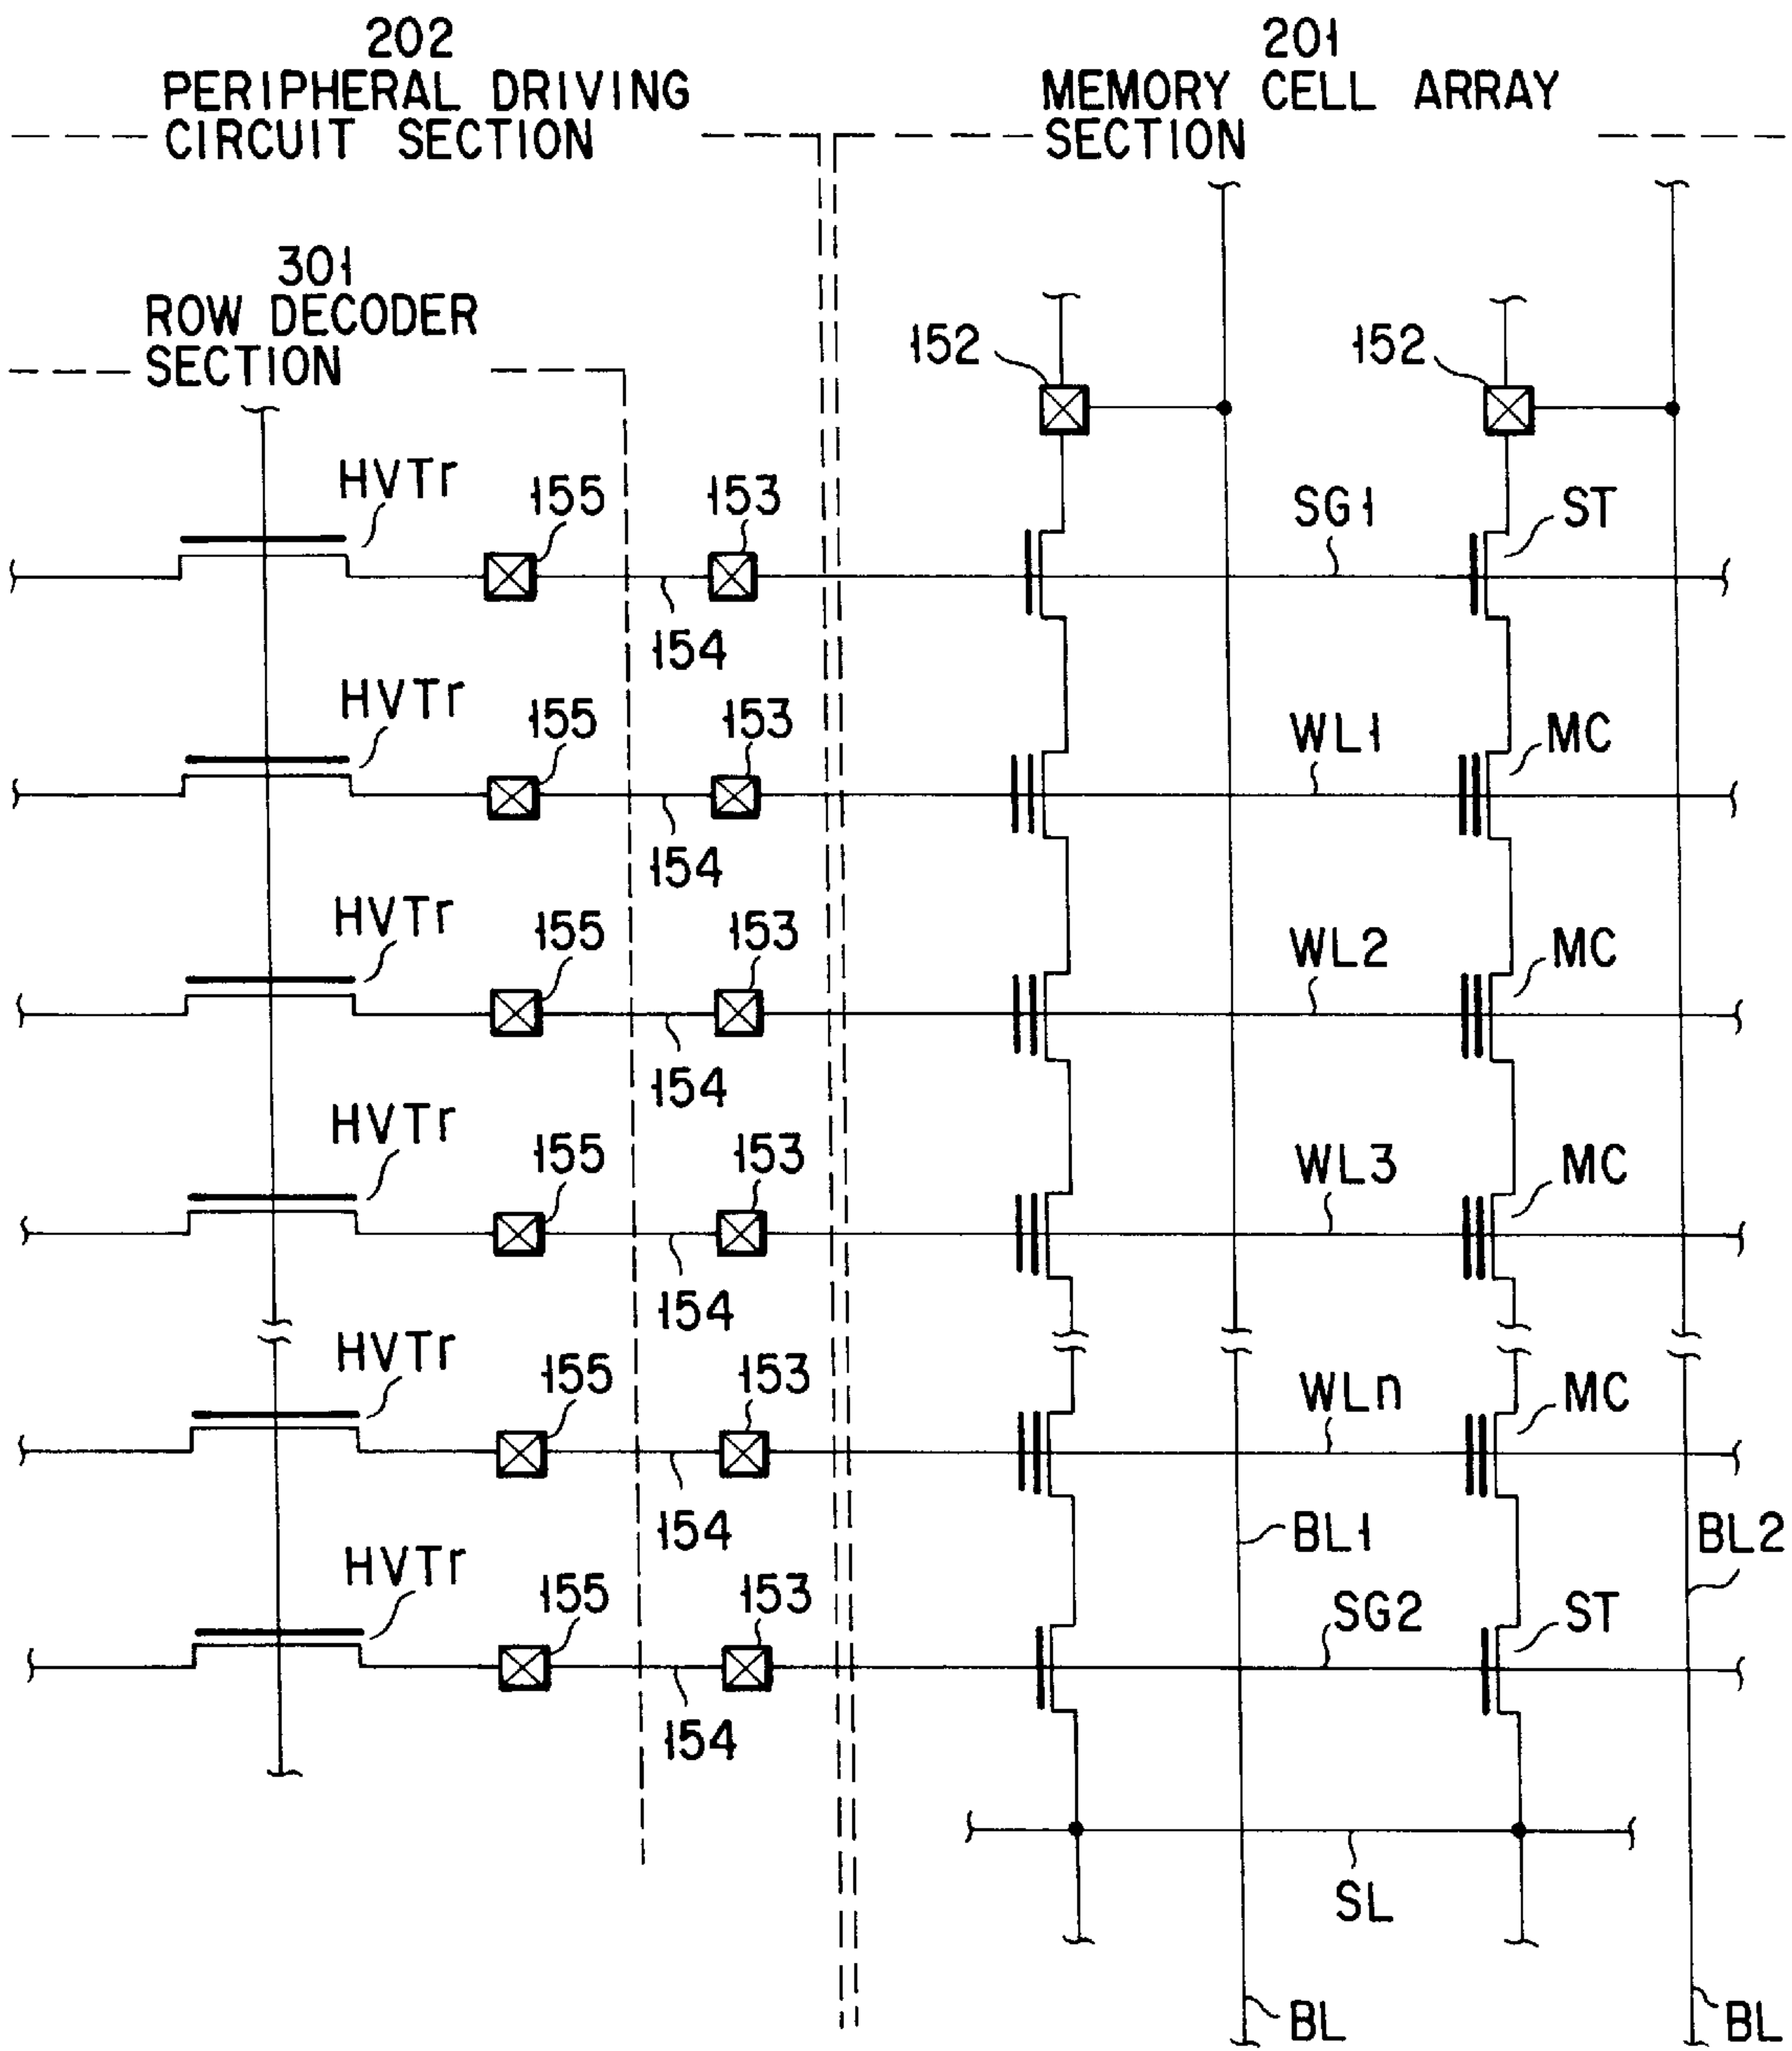 202
PERIPHERAL DRIVING
CIRCUIT SECTION
201
MEMORY CELL ARRAY
SECTION
301
ROW DECODER
SECTION
152
152
HVTr
155
153
SG1
ST
154
HVTr
155
153
WL1
MC
154
HVTr
155
153
WL2
MC
154
HVTr
155
153
WL3
MC
154
HVTr
155
153
WLn
MC
154
BL1
BL2
HVTr
155
153
SG2
ST
154
SL
BL
BL